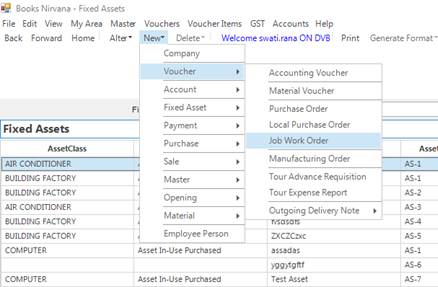 Books Nirvana - Fixed Assets
File Edit View My Area Master Vouchers Voucher Items GST Accounts Help
Back Forward Home Alter New Delete Welcome swati.rana ON DVB Print Generate Format
Company
Voucher
Account
Fixed Asset
Payment
Purchase
Sale
Master
Opening
Material
Employee Person
Accounting Voucher
Material Voucher
Purchase Order
Local Purchase Order
Job Work Order
Manufacturing Order
Tour Advance Requisition
Tour Expense Report
Outgoing Delivery Note
Fi
Fixed Assets
AssetClass Asset
AIR CONDITIONER AS-1
BUILDING FACTORY AS-1
BUILDING FACTORY AS-2
AIR CONDITIONER AS-3
BUILDING FACTORY AS-4
BUILDING FACTORY ZXCZCzxc AS-5
COMPUTER Asset In-Use Purchased assadas AS-1
yggytgftf AS-6
COMPUTER Asset In-Use Purchased Test Asset AS-7